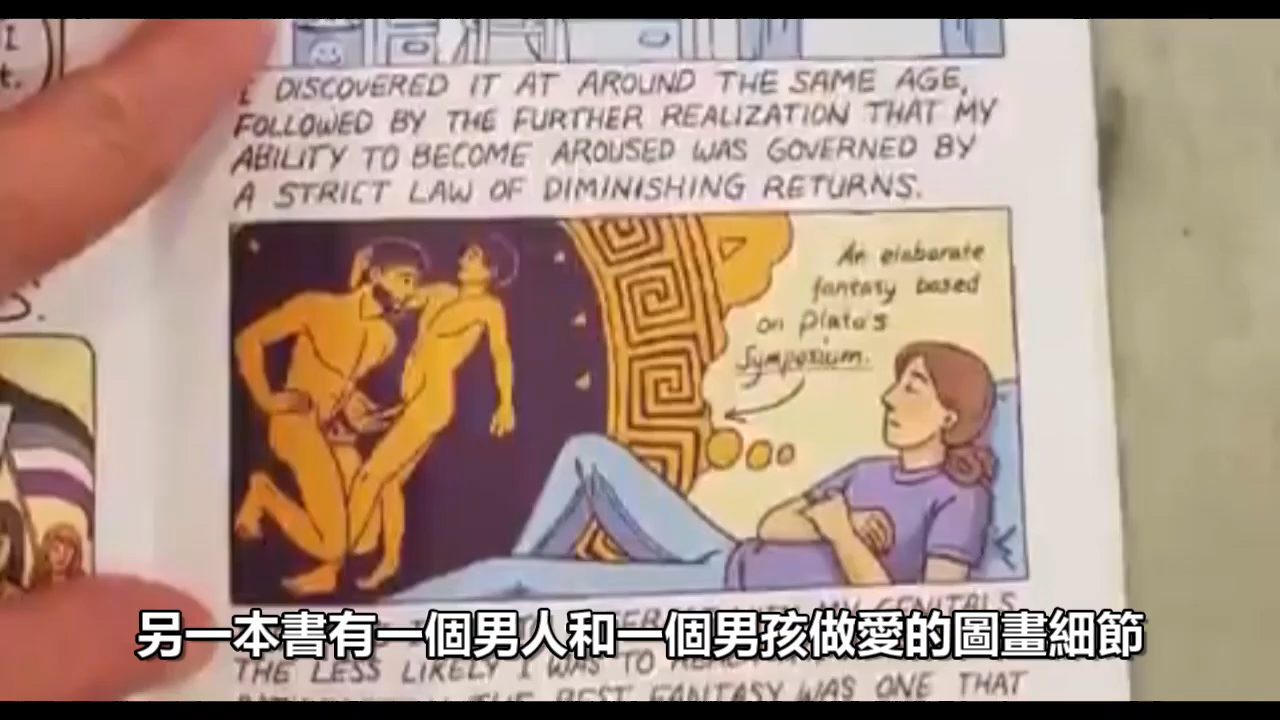 t.
I DISCOVERED IT AT AROUND THE SAME AGE,
FOLLOWED BY THE FURTHER REALIZATION THAT MY
ABILITY TO BECOME AROUSED WAS GOVERNED BY
A STRICT LAW OF DIMINISHING RETURNS.
An elaborate
fantasy based
on Plato's
Symposium.
MY GENITALS
另一本書有一個男人和一個男孩做愛的圖畫細節
THE LESS LIKELY I WAS TO
THE BEST FANTASY WAS ONE THAT